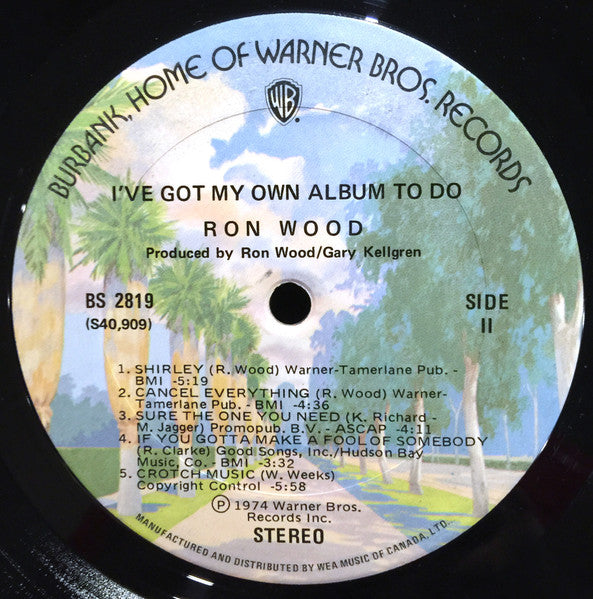 BURBANK, HOME OF WARNER BROS. RECORDS
WB.
I'VE GOT MY OWN ALBUM TO DO
RON WOOD
Produced by Ron Wood/Gary Kellgren
BS 2819
(S40,909)
SIDE
II
1. SHIRLEY (R. Wood) Warner-Tamerlane Pub. -
BMI -5:19
2. CANCEL EVERYTHING (R. Wood) Warner-
Tamerlane Pub. - BMI -4:36
3. SURE THE ONE YOU NEED (K. Richard -
M. Jagger) Promopub. B.V. - ASCAP -4:11
4. IF YOU GOTTA MAKE A FOOL OF SOMEBODY
(R. Clarke) Good Songs, Inc./Hudson Bay
Music, Co. - BMI -3:32
5. CROTCH MUSIC (W. Weeks)
Copyright Control -5:58
Ⓟ 1974 Warner Bros.
Records Inc.
STEREO
MANUFACTURED AND DISTRIBUTED BY WEA MUSIC OF CANADA, LTD..